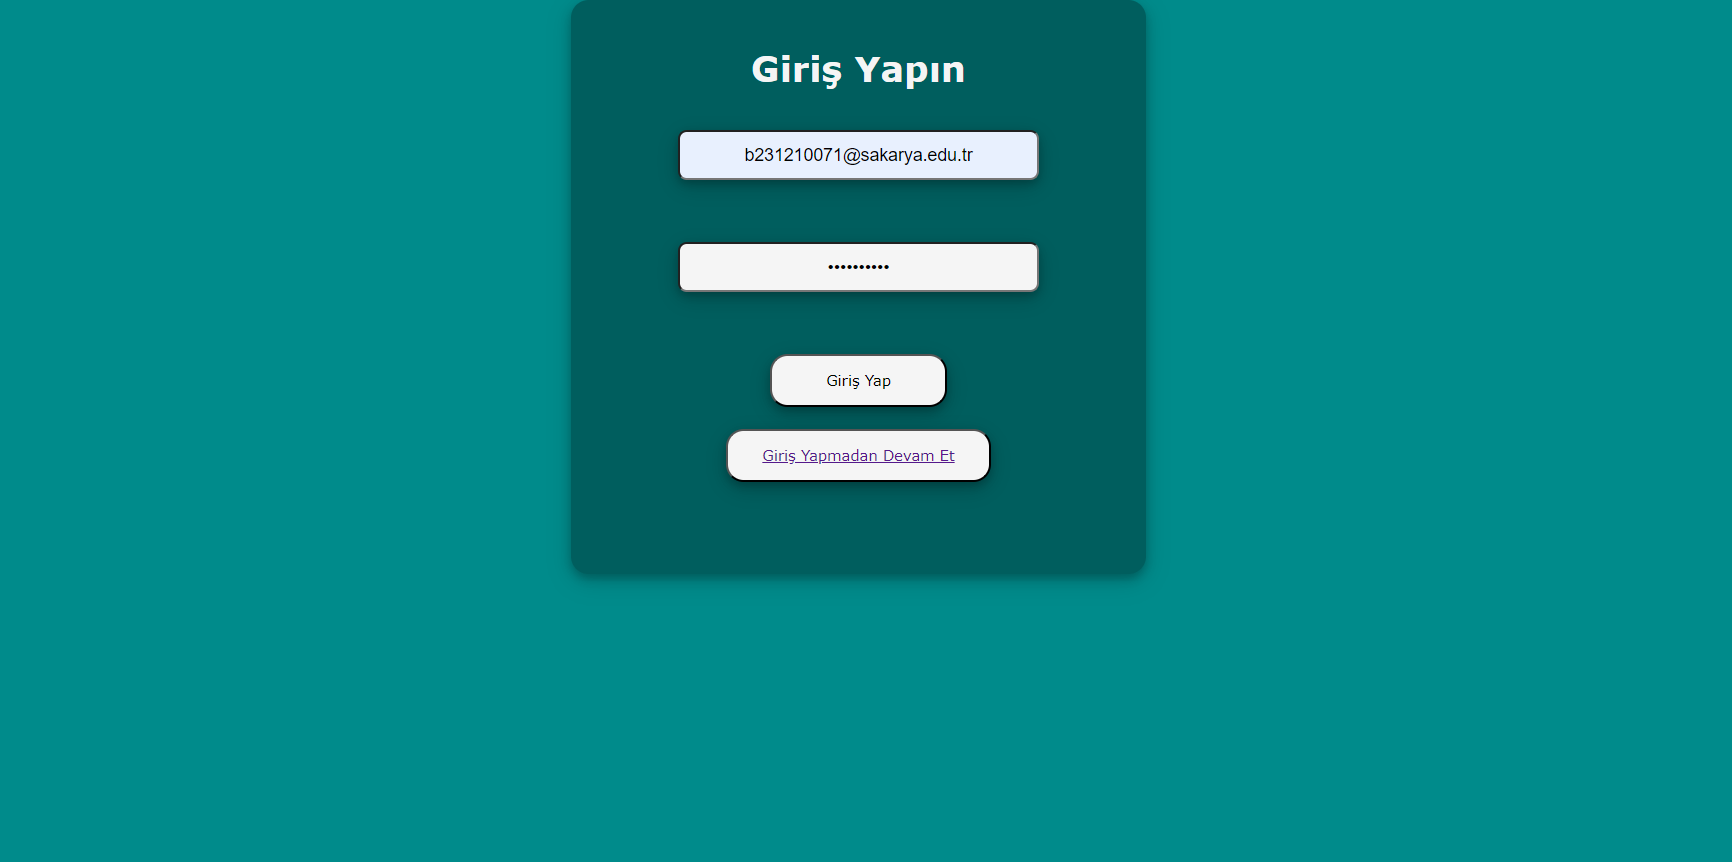 Giriş Yapın
b231210071@sakarya.edu.tr
••••••••••
Giriş Yap
Giriş Yapmadan Devam Et